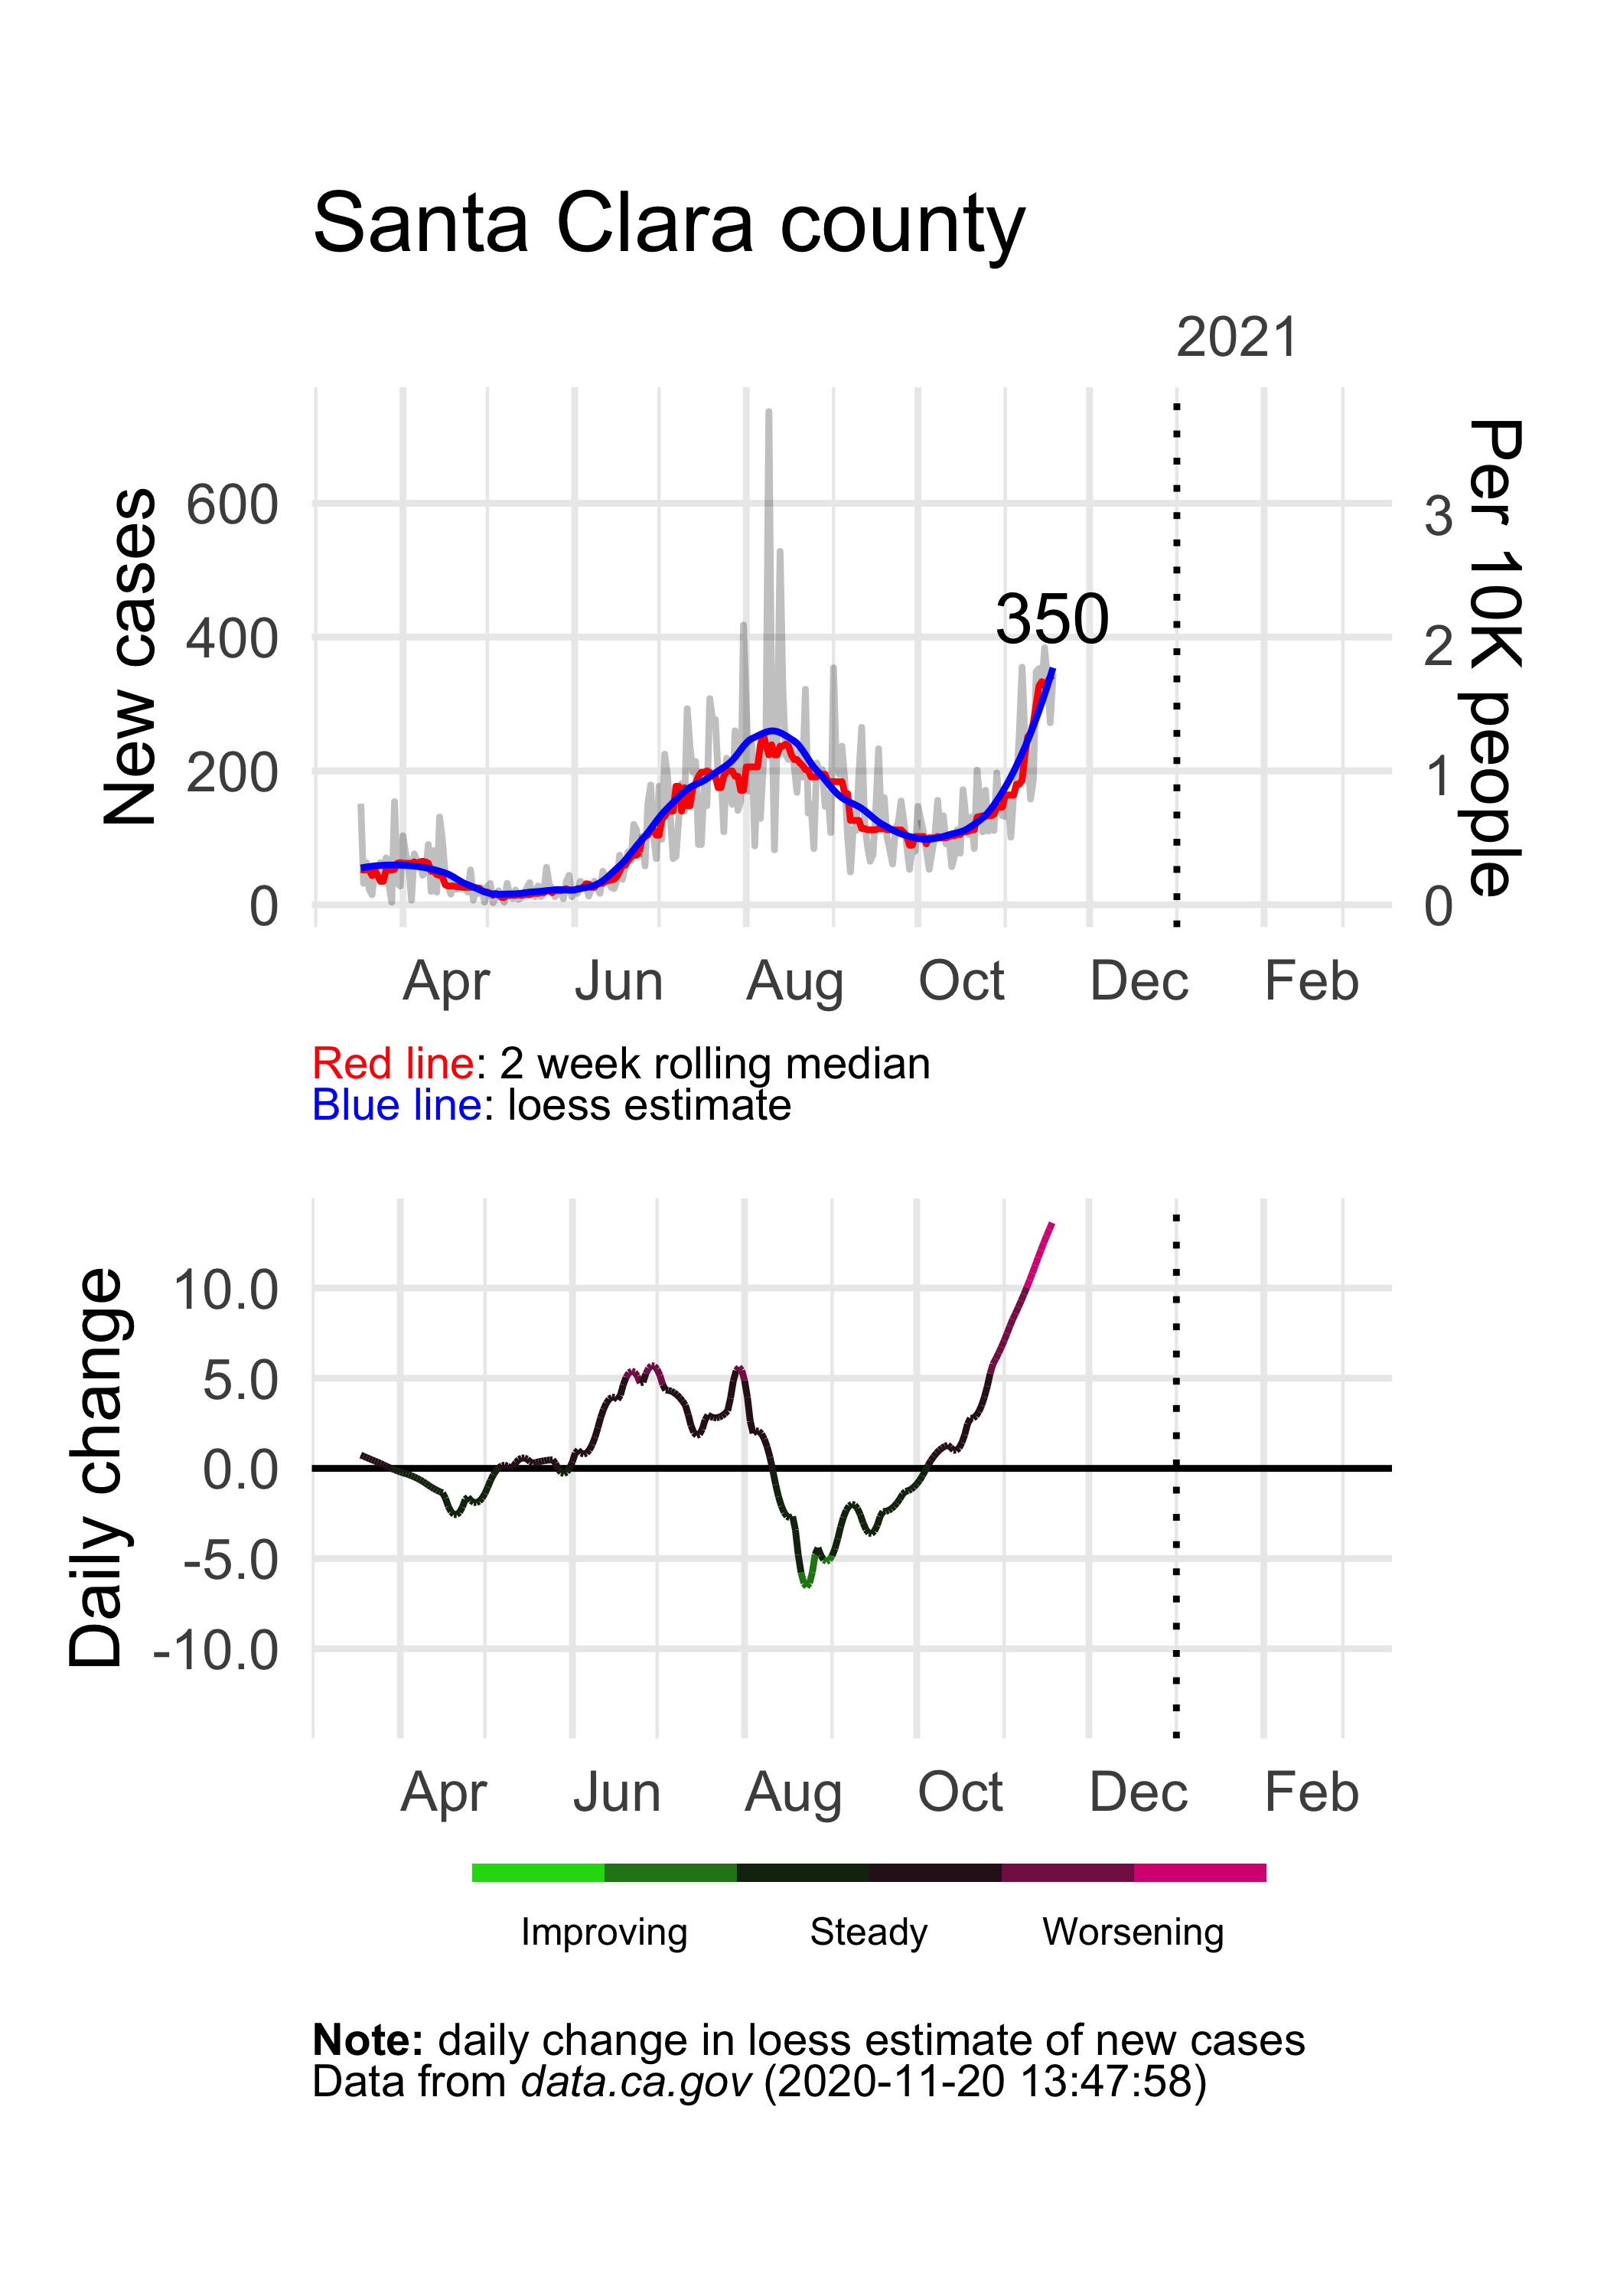 Santa Clara county
2021
New cases
600
400
200
0
350
3
2
1
0
Per 10K people
Apr Jun Aug Oct Dec Feb
Red line: 2 week rolling median
Blue line: loess estimate
Daily change
10.0
5.0
0.0
-5.0
-10.0
Apr Jun Aug Oct Dec Feb
Improving Steady Worsening
Note: daily change in loess estimate of new cases
Data from data.ca.gov (2020-11-20 13:47:58)